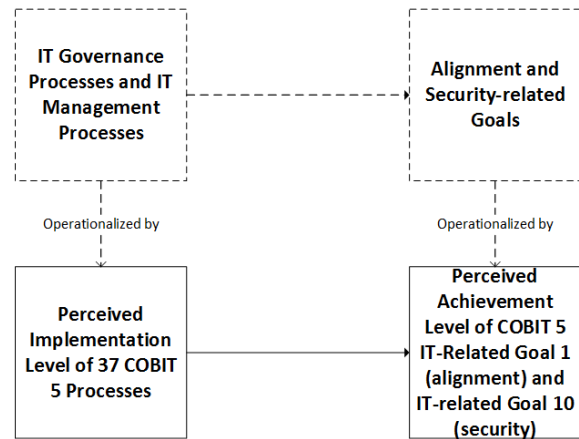 IT Governance
Processes and IT
Management
Processes
Alignment and
Security-related
Goals
Operationalized by
Operationalized by
Perceived
Implementation
Level of 37 COBIT
5 Processes
Perceived
Achievement
Level of COBIT 5
IT-Related Goal 1
(alignment) and
IT-related Goal 10
(security)